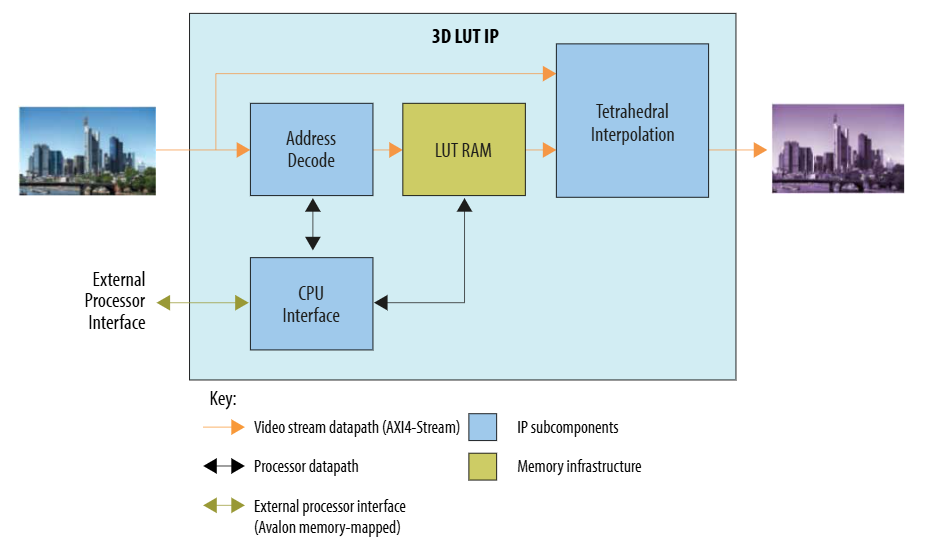 3D LUT IP
Tetrahedral
Interpolation
Address
Decode
LUT RAM
CPU
Interface
External
Processor
Interface
Key:
Video stream datapath (AXI4-Stream)
IP subcomponents
Processor datapath
Memory infrastructure
External processor interface
(Avalon memory-mapped)